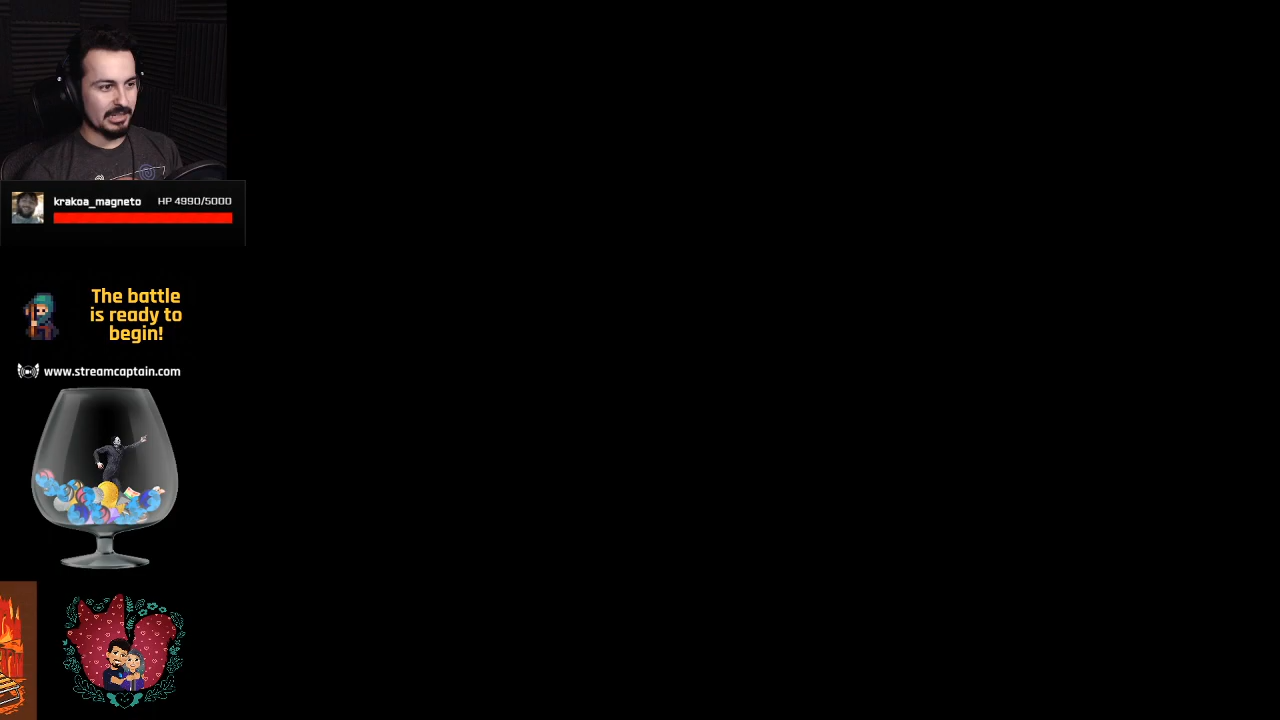 krakoa_magneto HP 4990/5000
The battle
is ready to
begin!
www.streamcaptain.com